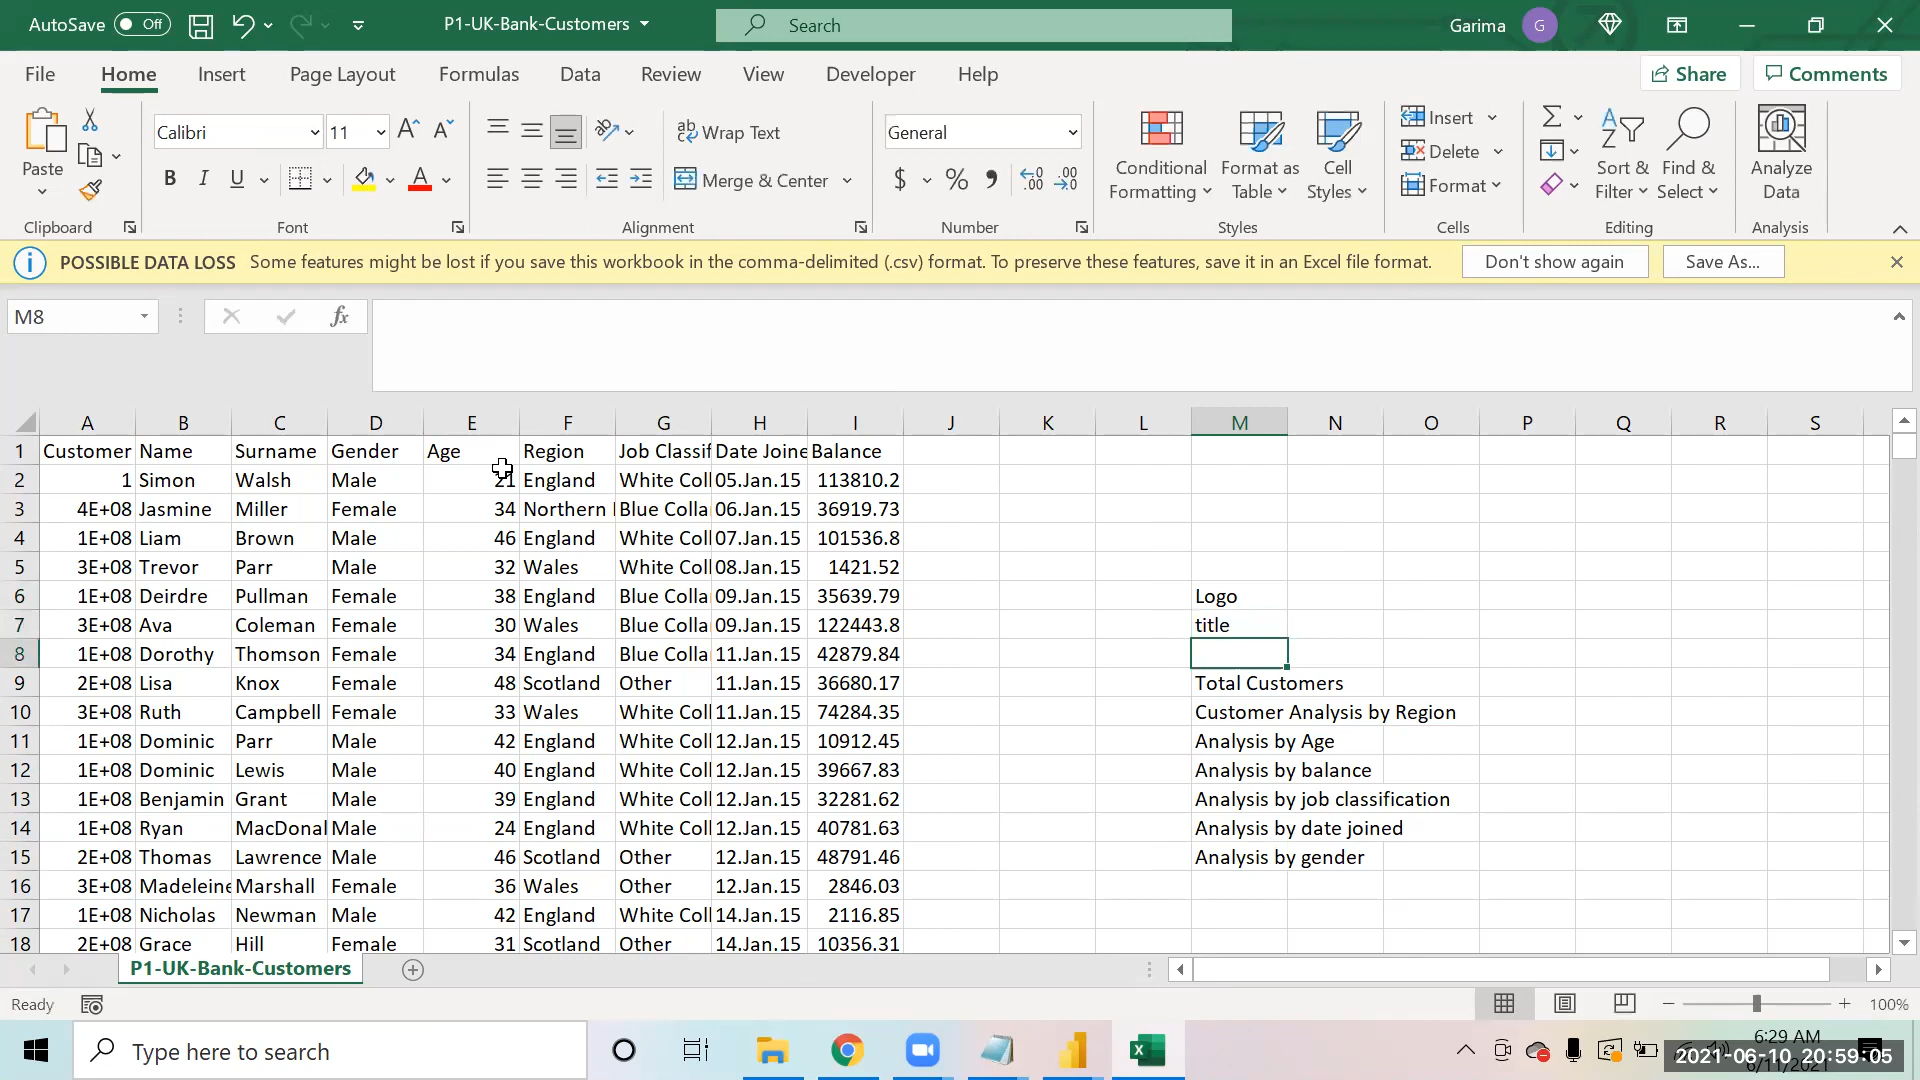 AutoSave Off P1-UK-Bank-Customers Search Garima G
File Home Insert Page Layout Formulas Data Review View Developer Help Share Comments
Paste Calibri 11 Wrap Text General Conditional Formatting Format as Table Cell Styles Insert Sort & Filter Find & Select Analyze Data
B I U Merge & Center $ % Delete
Format
Clipboard Font Alignment Number Styles Cells Editing Analysis
POSSIBLE DATA LOSS Some features might be lost if you save this workbook in the comma-delimited (.csv) format. To preserve these features, save it in an Excel file format. Don't show again Save As...
M8 fx
A B C D E F G H I J K L M N O P Q R S
1 Customer Name Surname Gender Age Region Job Classif Date Joine Balance
2 1 Simon Walsh Male 21 England White Coll 05.Jan.15 113810.2
3 4E+08 Jasmine Miller Female 34 Northern Blue Colla 06.Jan.15 36919.73
4 1E+08 Liam Brown Male 46 England White Coll 07.Jan.15 101536.8
5 3E+08 Trevor Parr Male 32 Wales White Coll 08.Jan.15 1421.52
6 1E+08 Deirdre Pullman Female 38 England Blue Colla 09.Jan.15 35639.79 Logo
7 3E+08 Ava Coleman Female 30 Wales Blue Colla 09.Jan.15 122443.8 title
8 1E+08 Dorothy Thomson Female 34 England Blue Colla 11.Jan.15 42879.84
9 2E+08 Lisa Knox Female 48 Scotland Other 11.Jan.15 36680.17 Total Customers
10 3E+08 Ruth Campbell Female 33 Wales White Coll 11.Jan.15 74284.35 Customer Analysis by Region
11 1E+08 Dominic Parr Male 42 England White Coll 12.Jan.15 10912.45 Analysis by Age
12 1E+08 Dominic Lewis Male 40 England White Coll 12.Jan.15 39667.83 Analysis by balance
13 1E+08 Benjamin Grant Male 39 England White Coll 12.Jan.15 32281.62 Analysis by job classification
14 1E+08 Ryan MacDonal Male 24 England White Coll 12.Jan.15 40781.63 Analysis by date joined
15 2E+08 Thomas Lawrence Male 46 Scotland Other 12.Jan.15 48791.46 Analysis by gender
16 3E+08 Madeleine Marshall Female 36 Wales Other 12.Jan.15 2846.03
17 1E+08 Nicholas Newman Male 42 England White Coll 14.Jan.15 2116.85
18 2E+08 Grace Hill Female 31 Scotland Other 14.Jan.15 10356.31
P1-UK-Bank-Customers
Ready 100%
Type here to search 6:29 AM
2021-06-10 20:59:05